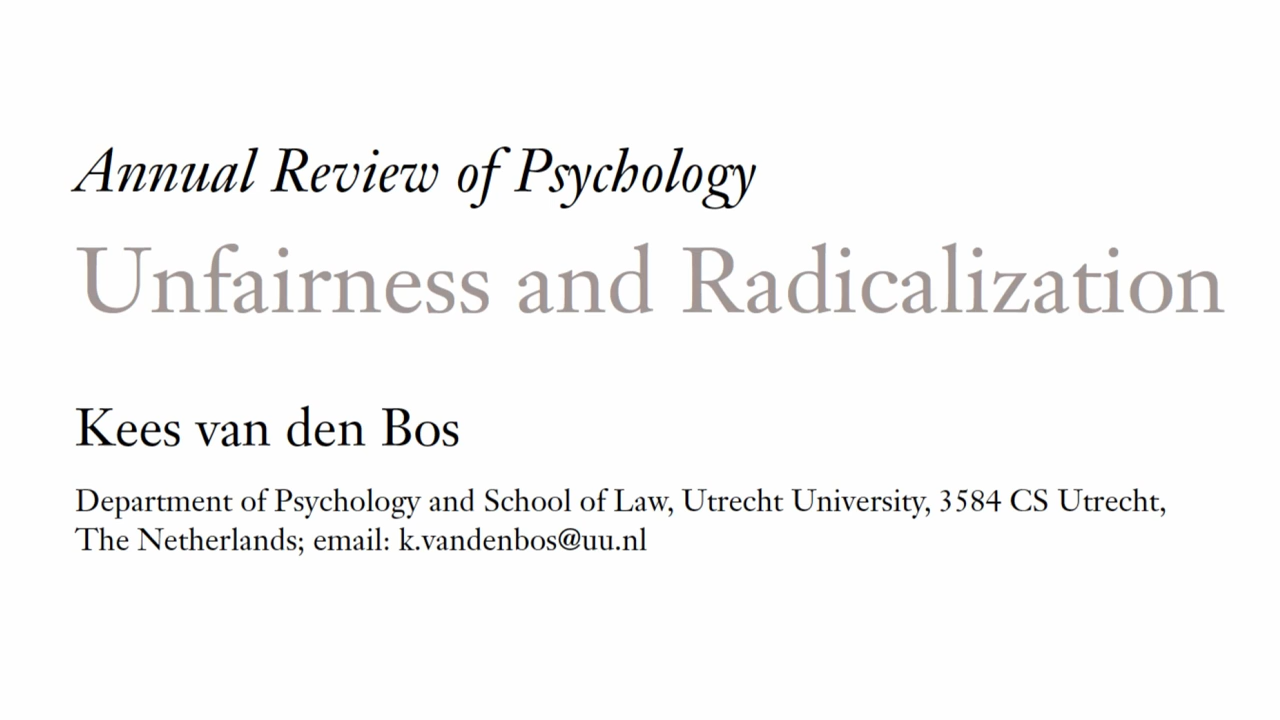 Annual Review of Psychology
Unfairness and Radicalization
Kees van den Bos
Department of Psychology and School of Law, Utrecht University, 3584 CS Utrecht,
The Netherlands; email: k.vandenbos@uu.nl